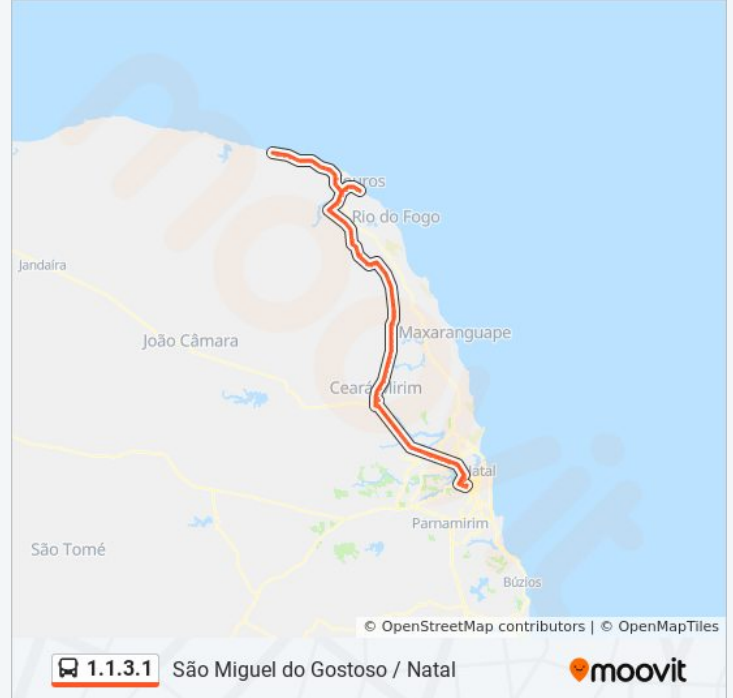 ouros
Rio do Fogo
Jandaíra
Maxaranguape
João Câmara
Ceará-Mirim
Natal
Parnamirim
São Tomé
Búzios
© OpenStreetMap contributors | © OpenMapTiles
1.1.3.1 São Miguel do Gostoso / Natal
moovit